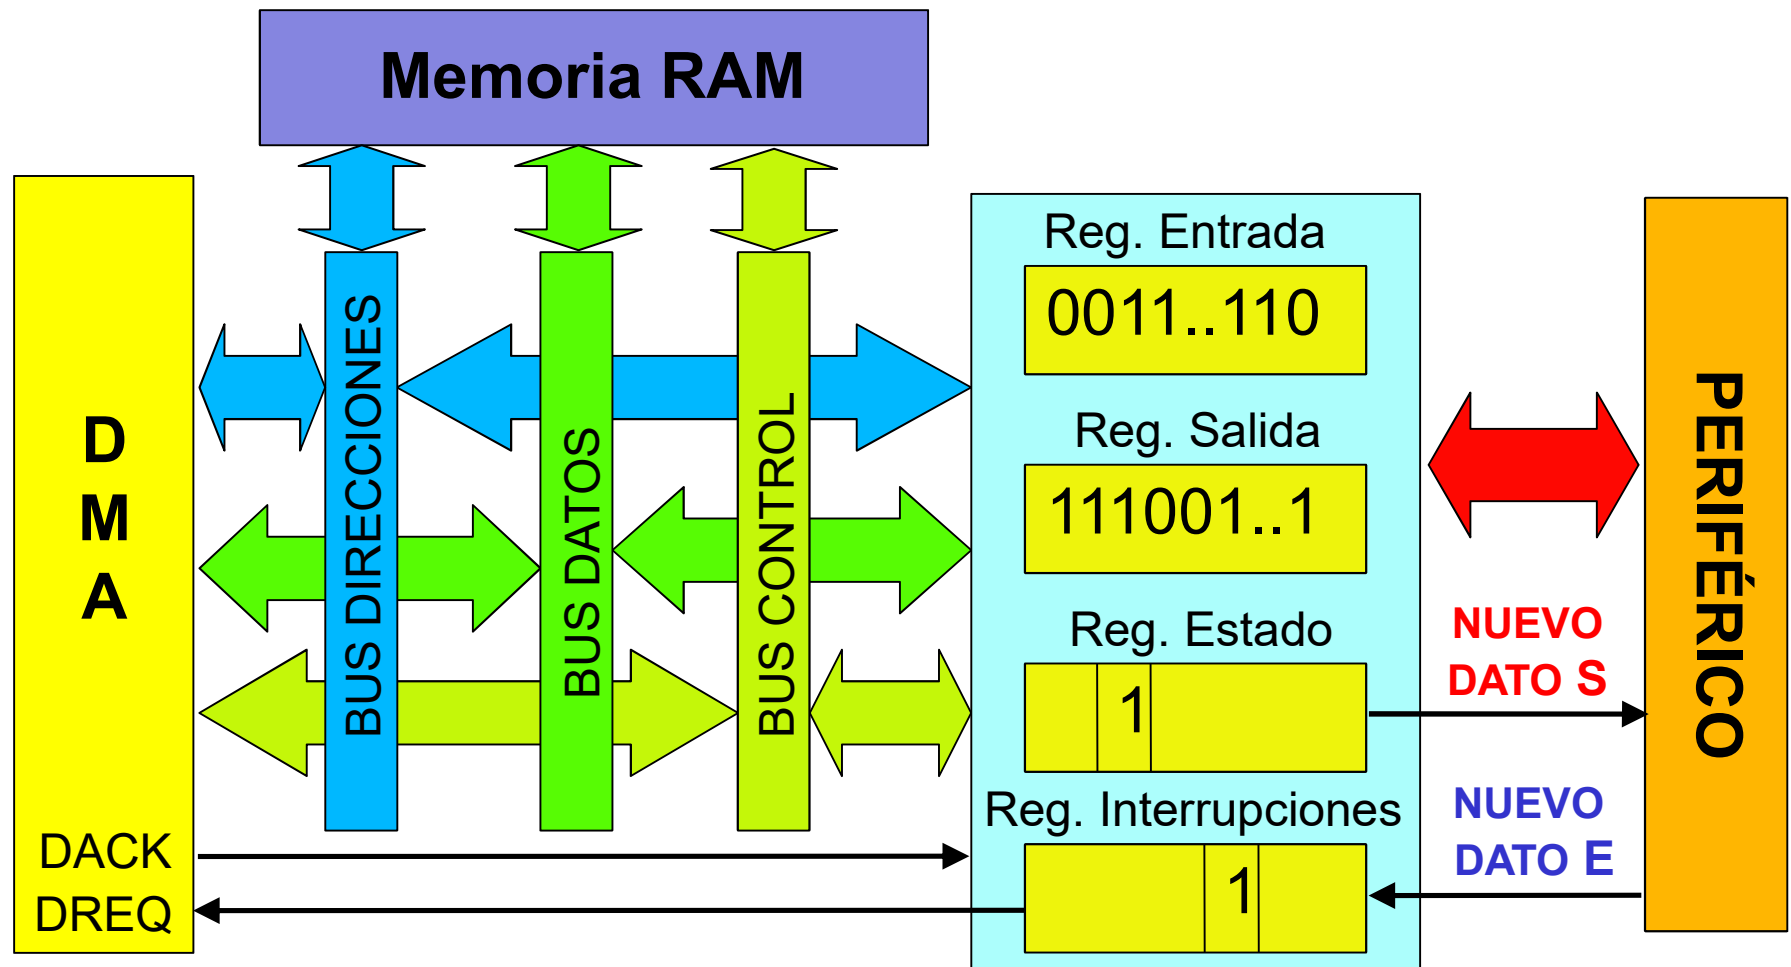 Memoria RAM
D
M
A
DACK
DREQ
BUS DIRECCIONES
BUS DATOS
BUS CONTROL
Reg. Entrada
0011..110
Reg. Salida
111001..1
Reg. Estado
1
Reg. Interrupciones
1
NUEVO
DATO S
NUEVO
DATO E
PERIFÉRICO